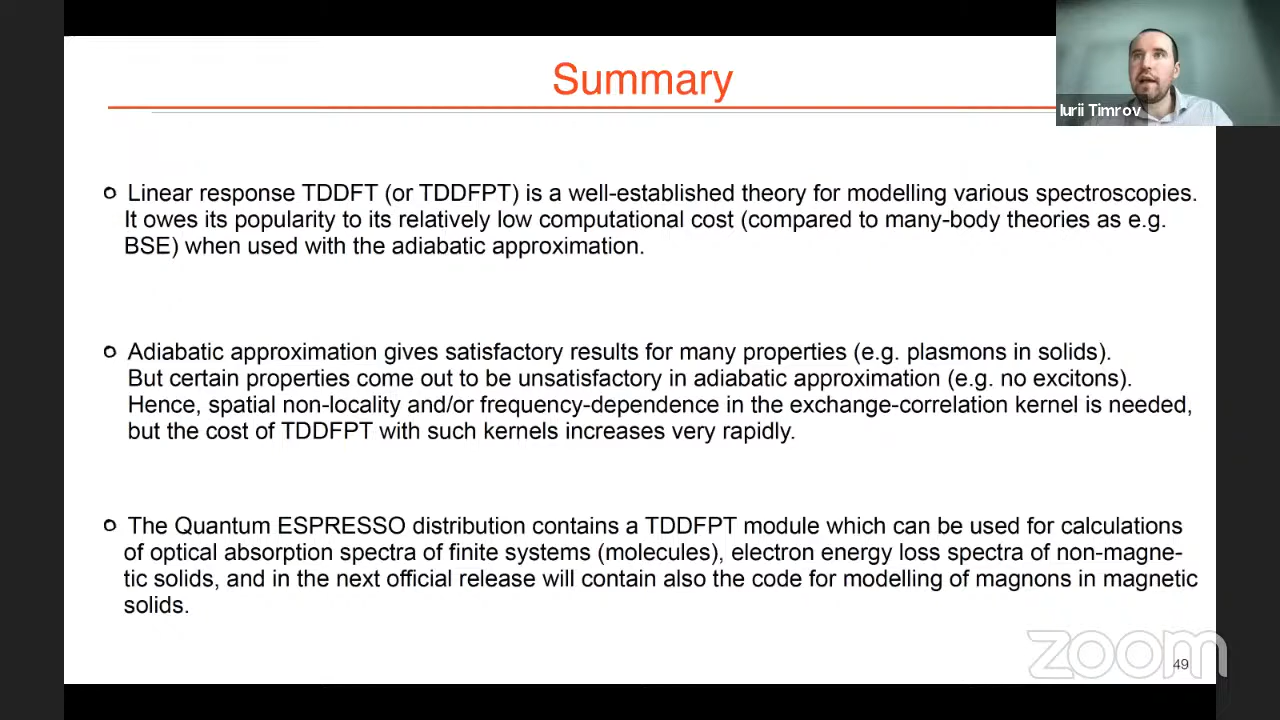 Summary
Iurii Timrov
Linear response TDDFT (or TDDFPT) is a well-established theory for modelling various spectroscopies.
It owes its popularity to its relatively low computational cost (compared to many-body theories as e.g.
BSE) when used with the adiabatic approximation.
Adiabatic approximation gives satisfactory results for many properties (e.g. plasmons in solids).
But certain properties come out to be unsatisfactory in adiabatic approximation (e.g. no excitons).
Hence, spatial non-locality and/or frequency-dependence in the exchange-correlation kernel is needed,
but the cost of TDDFPT with such kernels increases very rapidly.
The Quantum ESPRESSO distribution contains a TDDFPT module which can be used for calculations
of optical absorption spectra of finite systems (molecules), electron energy loss spectra of non-magne-
tic solids, and in the next official release will contain also the code for modelling of magnons in magnetic
solids.
zoom
49